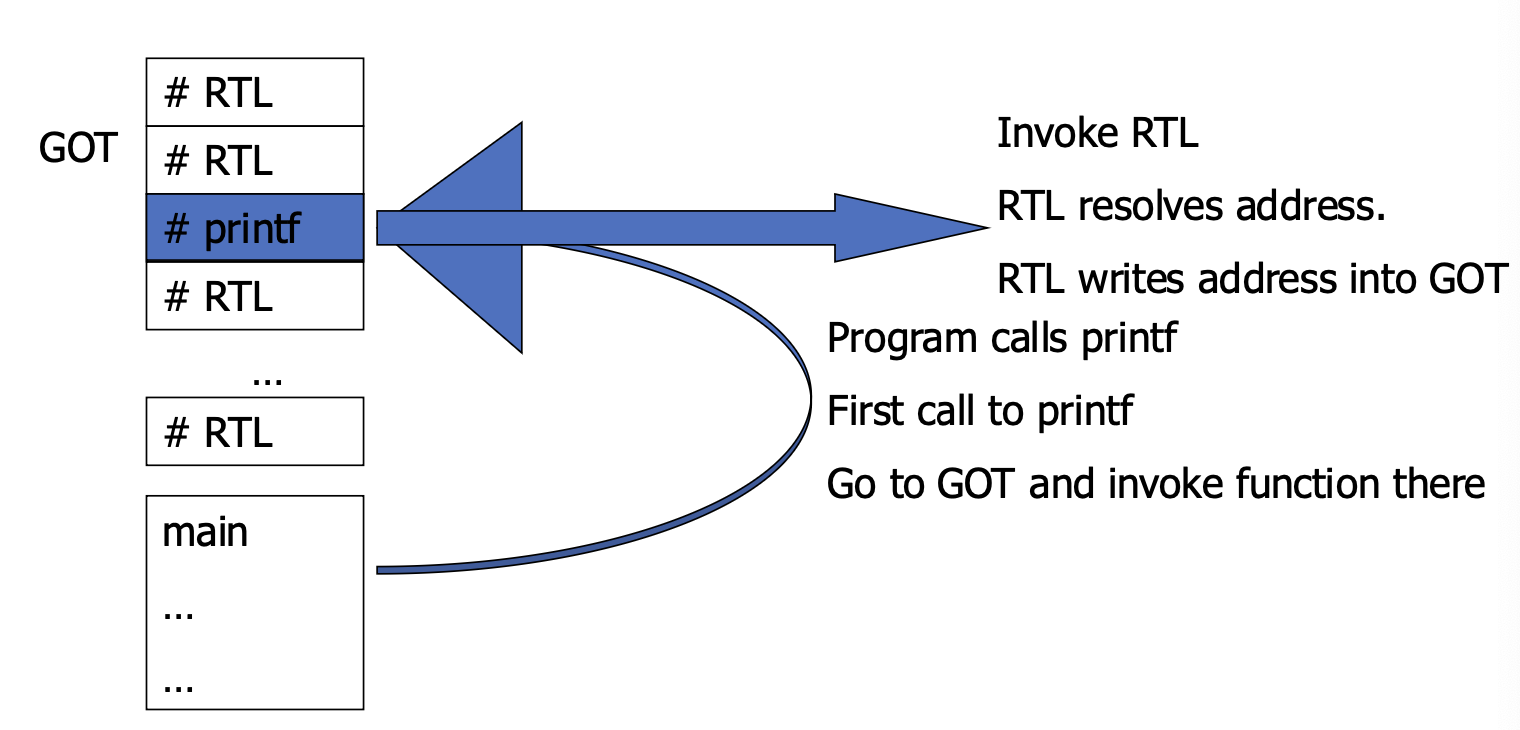 GOT
# RTL
# RTL
# printf
# RTL
...
# RTL
main
...
...
Invoke RTL
RTL resolves address.
RTL writes address into GOT
Program calls printf
First call to printf
Go to GOT and invoke function there